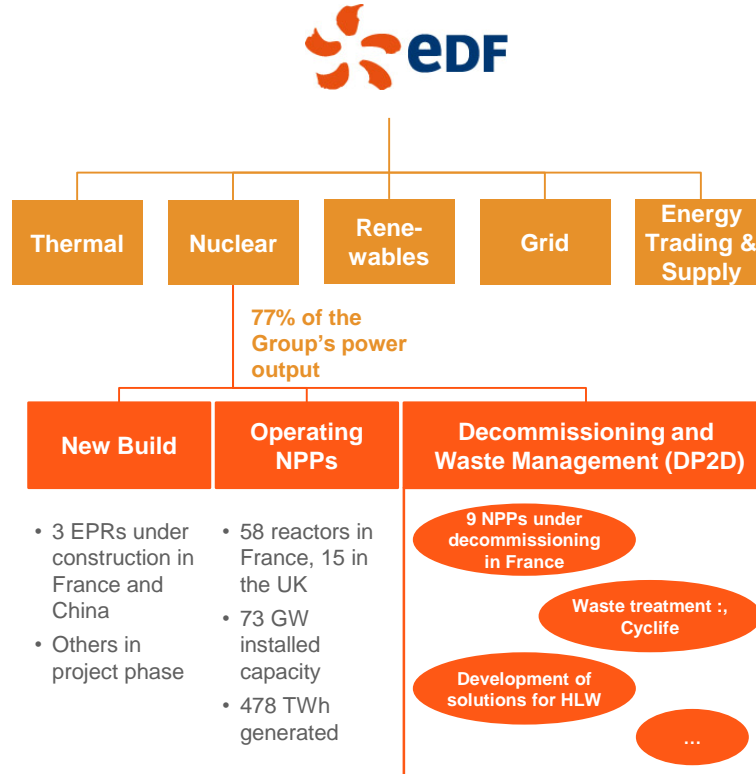 eDF
Thermal
Nuclear
Rene-
wables
Grid
Energy
Trading &
Supply
77% of the
Group's power
output
New Build
Operating
NPPs
Decommissioning and
Waste Management (DP2D)
• 3 EPRs under
construction in
France and
China
• Others in
project phase
• 58 reactors in
France, 15 in
the UK
• 73 GW
installed
capacity
• 478 TWh
generated
9 NPPs under
decommissioning
in France
Waste treatment :,
Cyclife
Development of
solutions for HLW
…